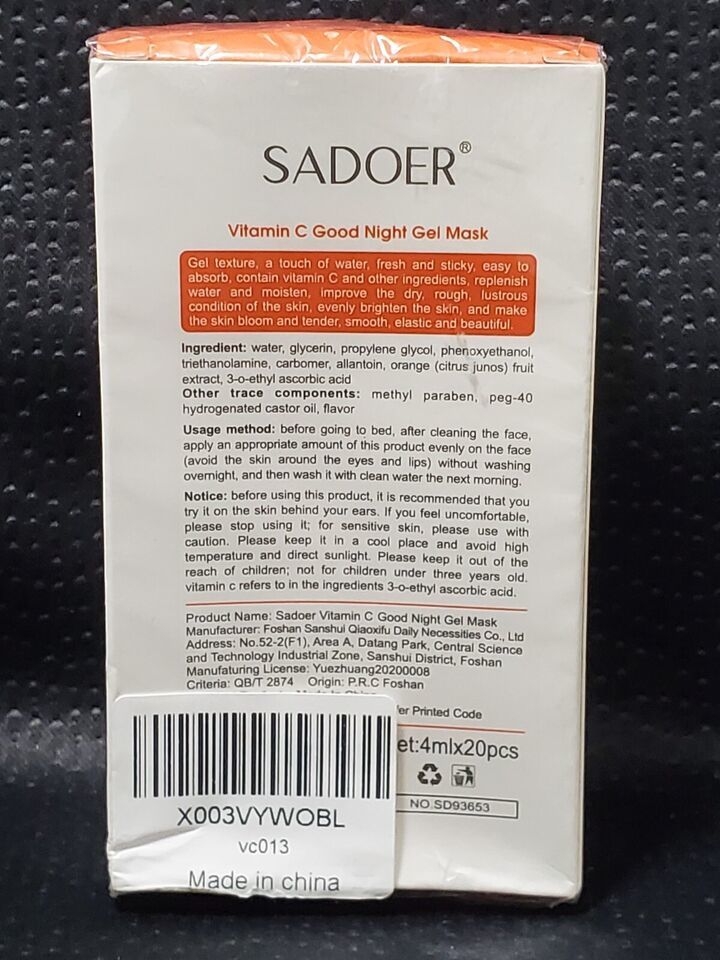 SADOER®
Vitamin C Good Night Gel Mask
Gel texture, a touch of water, fresh and sticky, easy to
absorb, contain vitamin C and other ingredients, replenish
water and moisten, improve the dry, rough, lustrous
condition of the skin, evenly brighten the skin, and make
the skin bloom and tender, smooth, elastic and beautiful.
Ingredient: water, glycerin, propylene glycol, phenoxyethanol,
triethanolamine, carbomer, allantoin, orange (citrus junos) fruit
extract, 3-o-ethyl ascorbic acid
Other trace components: methyl paraben, peg-40
hydrogenated castor oil, flavor
Usage method: before going to bed, after cleaning the face,
apply an appropriate amount of this product evenly on the face
(avoid the skin around the eyes and lips) without washing
overnight, and then wash it with clean water the next morning.
Notice: before using this product, it is recommended that you
try it on the skin behind your ears. If you feel uncomfortable,
please stop using it; for sensitive skin, please use with
caution. Please keep it in a cool place and avoid high
temperature and direct sunlight. Please keep it out of the
reach of children; not for children under three years old.
vitamin c refers to in the ingredients 3-o-ethyl ascorbic acid.
Product Name: Sadoer Vitamin C Good Night Gel Mask
Manufacturer: Foshan Sanshui Qiaoxifu Daily Necessities Co., Ltd
Address: No.52-2(F1), Area A, Datang Park, Central Science
and Technology Industrial Zone, Sanshui District, Foshan
Manufaturing License: Yuezhuang20200008
Criteria: QB/T 2874 Origin: P.R.C Foshan
Printed Code
et:4mlx20pcs
NO.SD93653
X003VYWOBL
vc013
Made in china